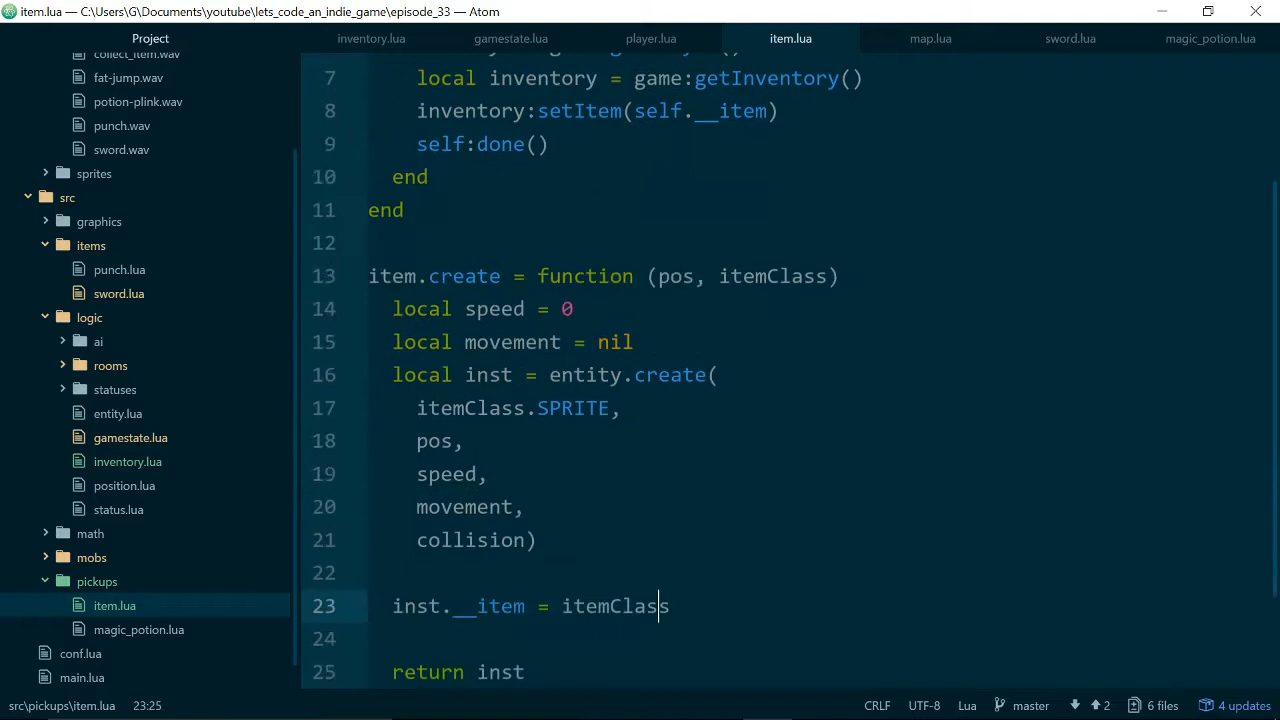 item.lua — C:\Users\G\Documents\youtube\lets_code_an_indie_game\episode_33 — Atom
Project
inventory.lua
gamestate.lua
player.lua
item.lua
map.lua
sword.lua
magic_potion.lua
collect_item.wav
fat-jump.wav
potion-plink.wav
punch.wav
sword.wav
sprites
src
graphics
items
punch.lua
sword.lua
logic
ai
rooms
statuses
entity.lua
gamestate.lua
inventory.lua
position.lua
status.lua
math
mobs
pickups
item.lua
magic_potion.lua
conf.lua
main.lua
7 local inventory = game:getInventory()
8 inventory:setItem(self.__item)
9 self:done()
10 end
11 end
12
13 item.create = function (pos, itemClass)
14 local speed = 0
15 local movement = nil
16 local inst = entity.create(
17 itemClass.SPRITE,
18 pos,
19 speed,
20 movement,
21 collision)
22
23 inst.__item = itemClass
24
25 return inst
src\pickups\item.lua 23:25
CRLF UTF-8 Lua master 2 6 files 4 updates